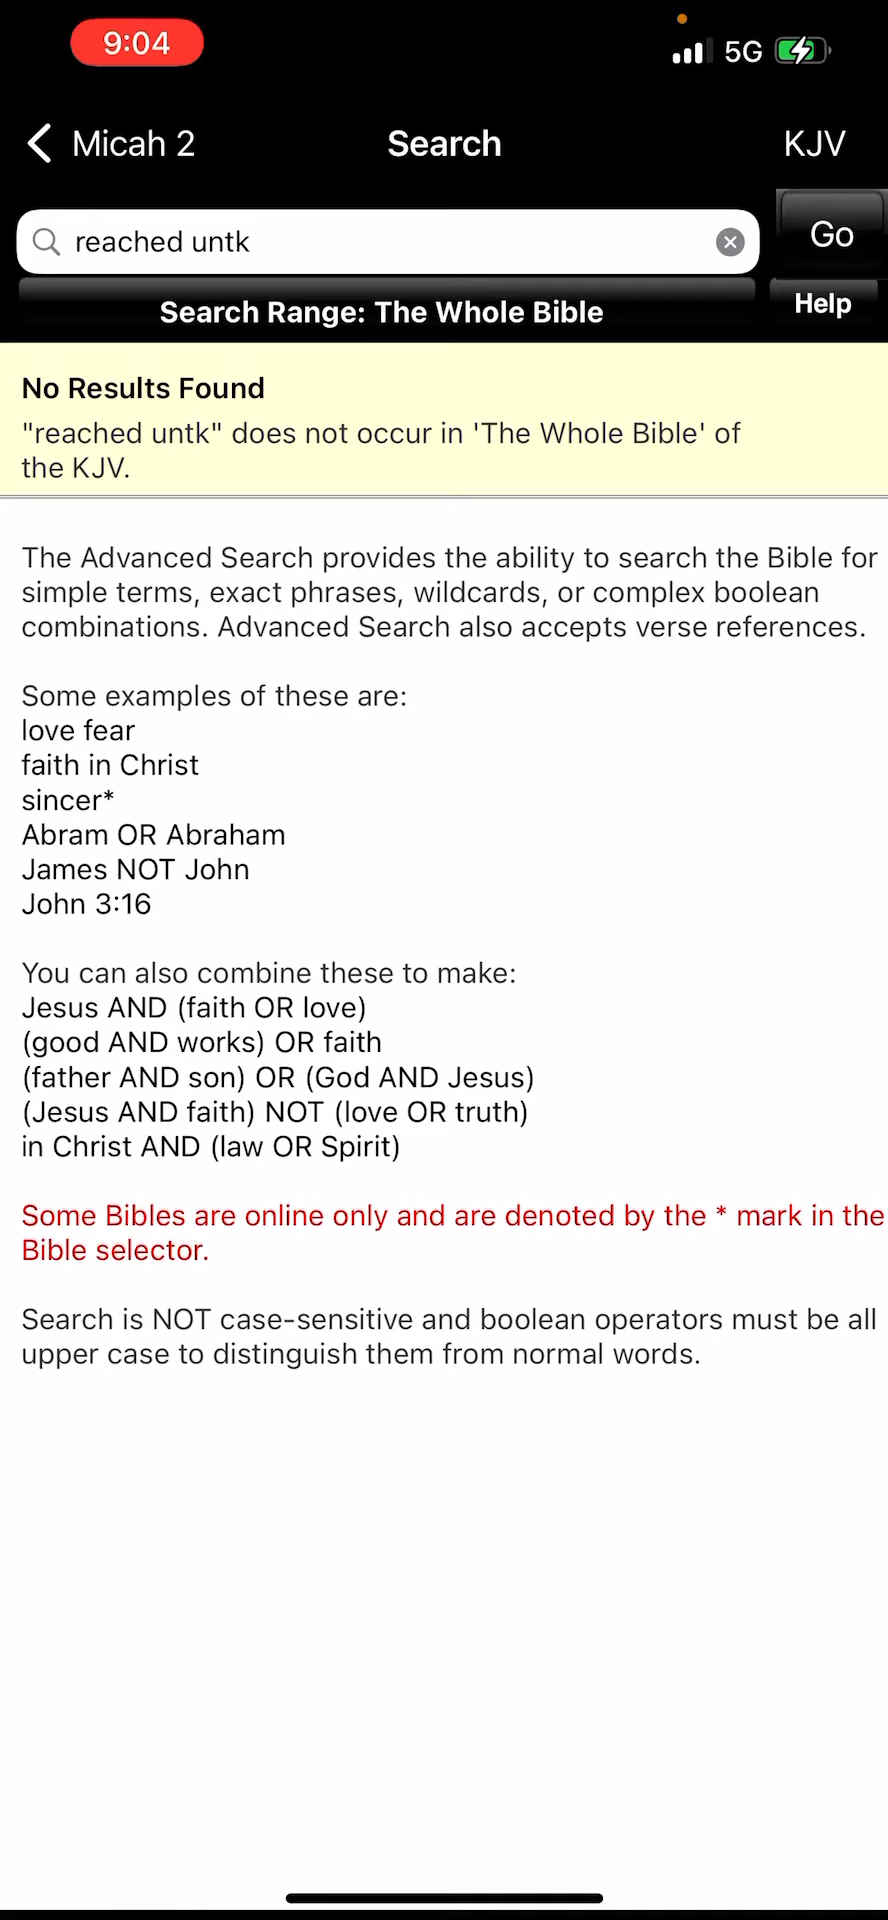 9:04
5G
Micah 2
Search
KJV
reached untk
Go
Search Range: The Whole Bible
Help
No Results Found
"reached untk" does not occur in 'The Whole Bible' of
the KJV.
The Advanced Search provides the ability to search the Bible for
simple terms, exact phrases, wildcards, or complex boolean
combinations. Advanced Search also accepts verse references.
Some examples of these are:
love fear
faith in Christ
sincer*
Abram OR Abraham
James NOT John
John 3:16
You can also combine these to make:
Jesus AND (faith OR love)
(good AND works) OR faith
(father AND son) OR (God AND Jesus)
(Jesus AND faith) NOT (love OR truth)
in Christ AND (law OR Spirit)
Some Bibles are online only and are denoted by the * mark in the
Bible selector.
Search is NOT case-sensitive and boolean operators must be all
upper case to distinguish them from normal words.